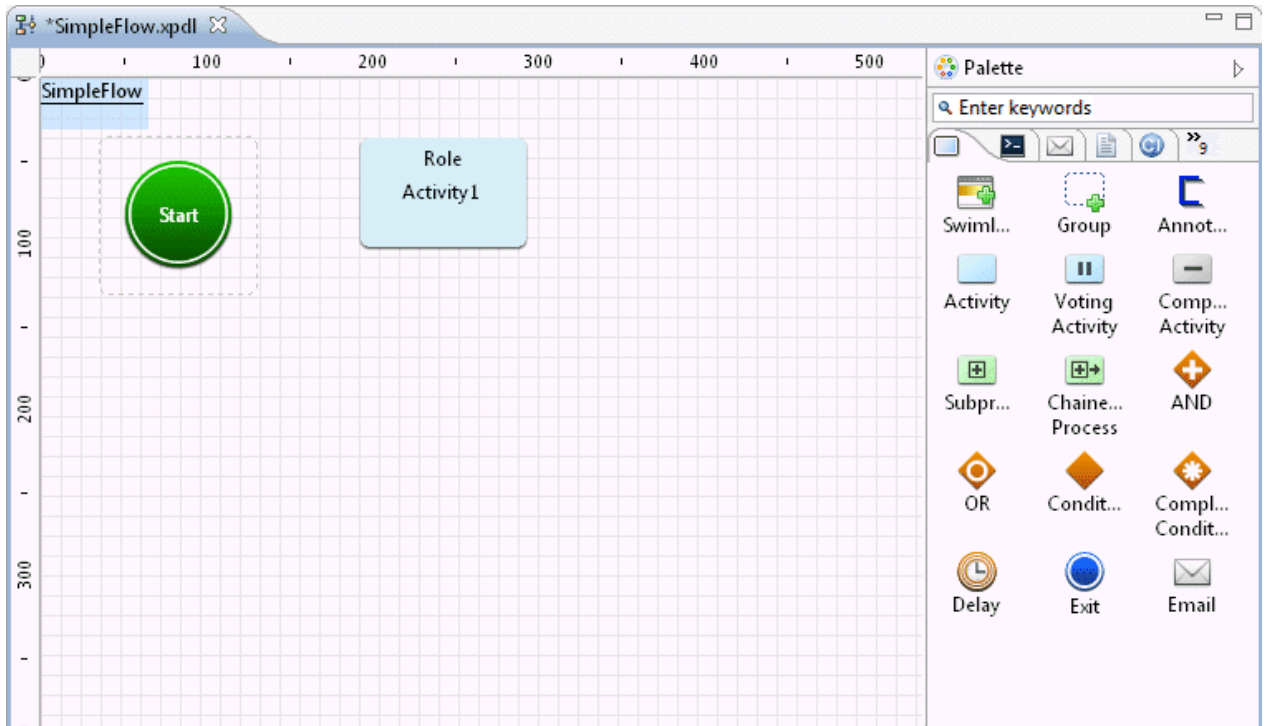 *SimpleFlow.xpdl
0 100 200 300 400 500
Palette
SimpleFlow
Enter keywords
Role
Activity1
»9
Start
Swiml... Group Annot...
100
Activity Voting Activity Comp... Activity
200
Subpr... Chaine... Process AND
OR Condit... Compl... Condit...
300
Delay Exit Email